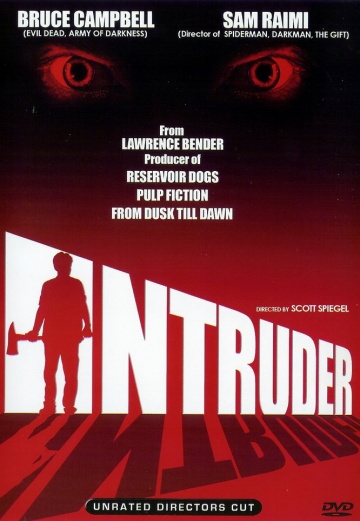 BRUCE CAMPBELL
(EVIL DEAD, ARMY OF DARKNESS)
SAM RAIMI
(Director of SPIDERMAN, DARKMAN, THE GIFT)
From
LAWRENCE BENDER
Producer of
RESERVOIR DOGS
PULP FICTION
FROM DUSK TILL DAWN
DIRECTED BY SCOTT SPIEGEL
INTRUDER
UNRATED DIRECTORS CUT
DVD